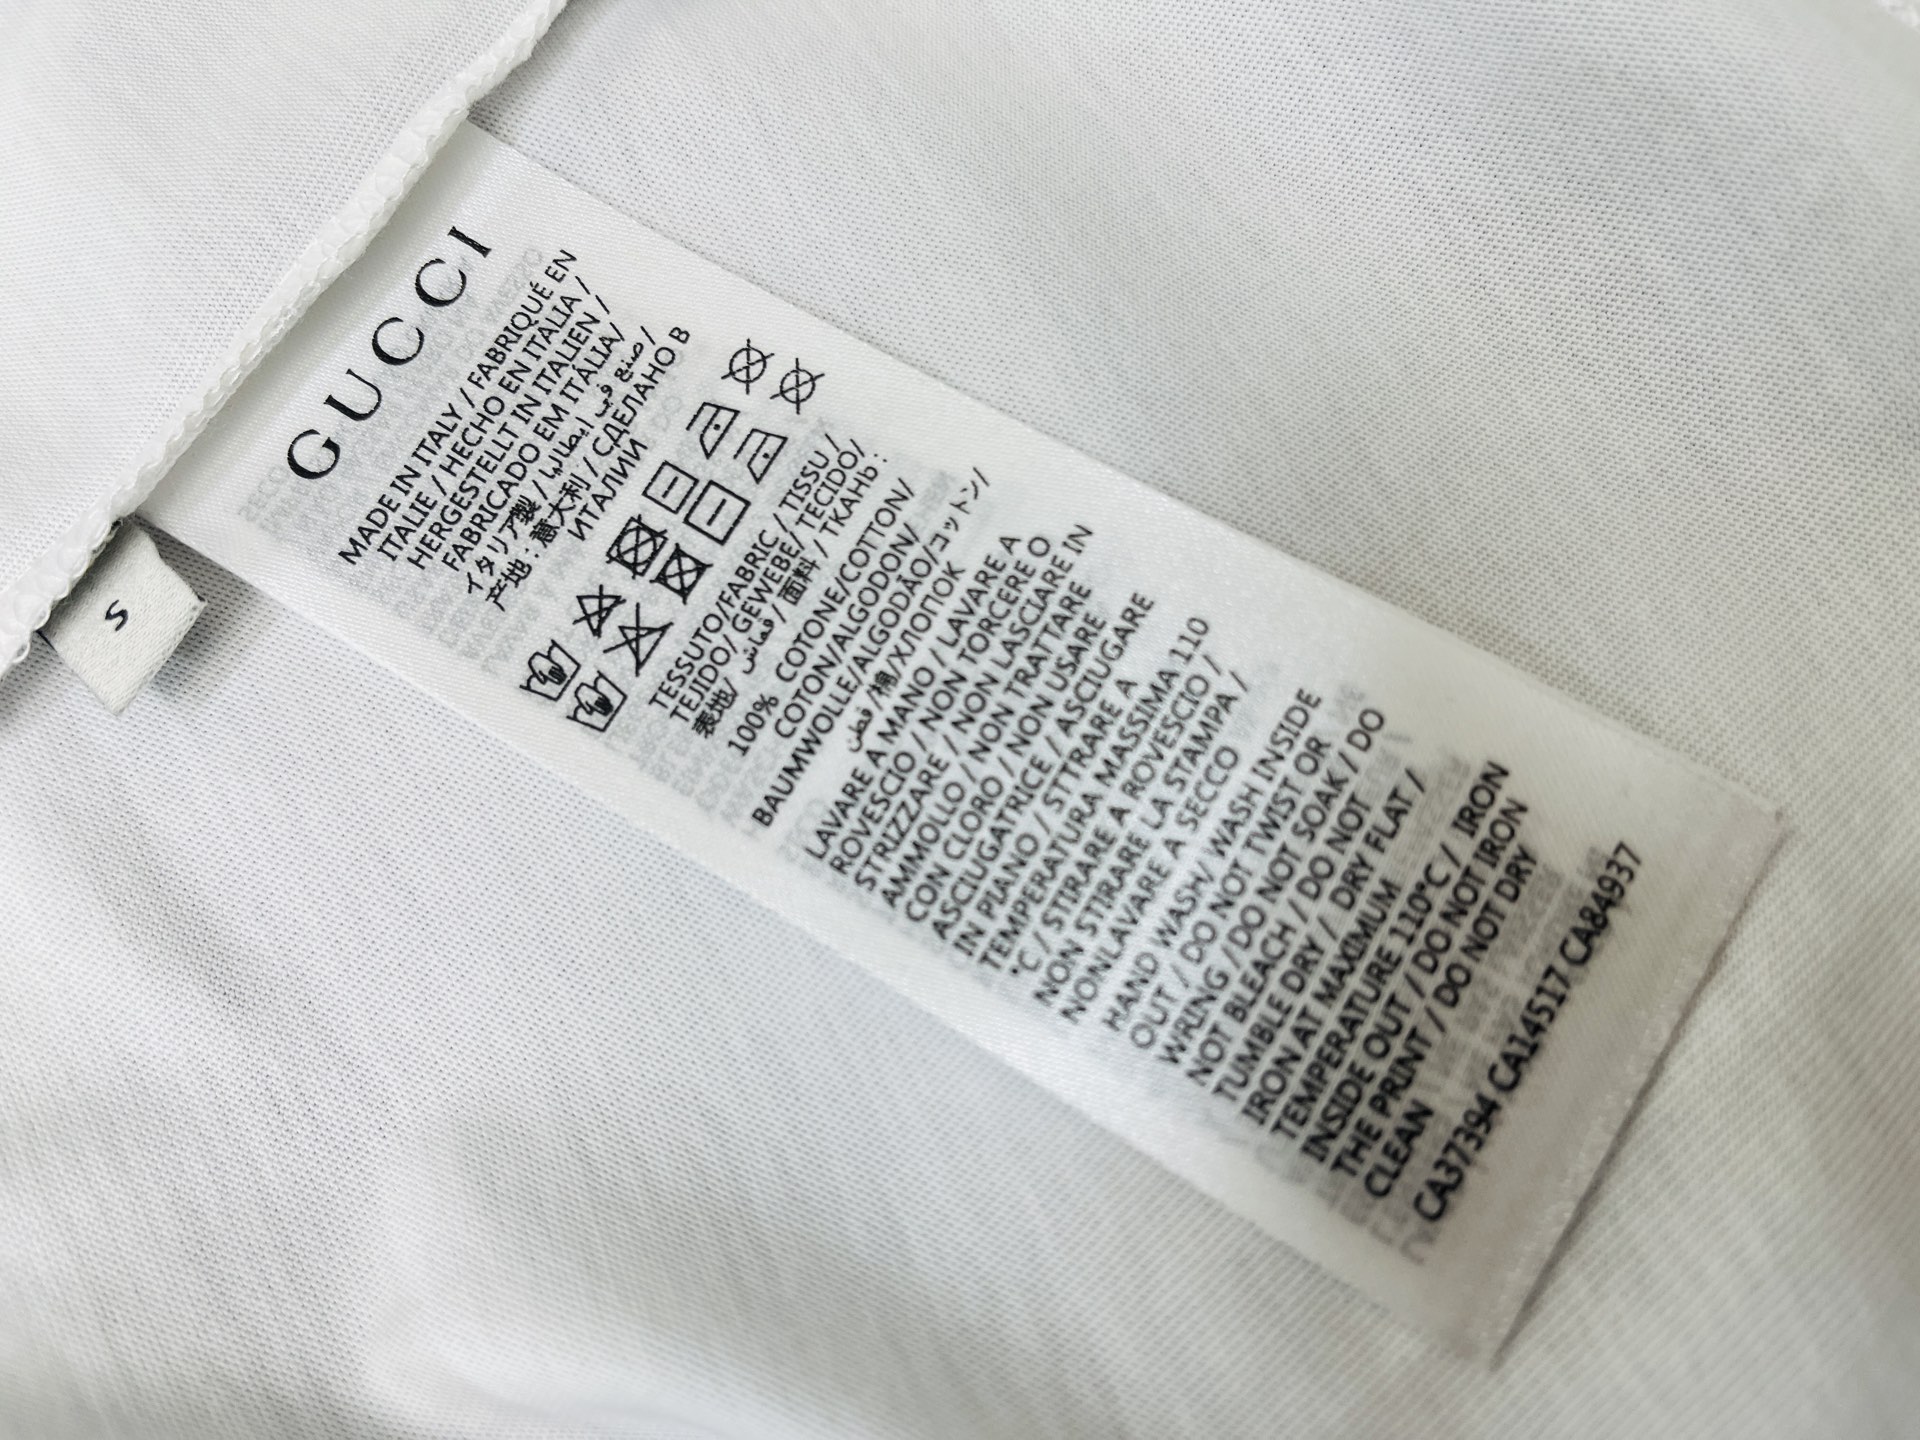 GUCCI
MADE IN ITALY / FABRIQUÉ EN
ITALIE / HECHO EN ITALIA /
HERGESTELLT IN ITALIEN /
FABRICADO EM ITÁLIA/
イタリア製 / صنع في إيطاليا /
产地 : 意大利 / СДЕЛАНО В
ИТАЛИИ
TESSUTO/FABRIC / TISSU /
TEJIDO/ GEWEBE/ TECIDO/
表地/ قماش / 面料 / ТКАНЬ :
100% COTONE/COTTON/
COTON/ALGODON/
BAUMWOLLE/ALGODÃO/コットン/
قطن /棉/ХЛОПОК
LAVARE A MANO / LAVARE A
ROVESCIO / NON TORCERE O
STRIZZARE / NON LASCIARE IN
AMMOLLO / NON TRATTARE
CON CLORO / NON USARE
ASCIUGATRICE / ASCIUGARE
IN PIANO / STTRARE A
TEMPERATURA MASSIMA 110
°C / STIRARE A ROVESCIO /
NON STIRARE LA STAMPA /
NONLAVARE A SECCO
HAND WASH/ WASH INSIDE
OUT / DO NOT TWIST OR
WRING /DO NOT SOAK / DO
NOT BLEACH / DO NOT
TUMBLE DRY / DRY FLAT /
IRON AT MAXIMUM
TEMPERATURE 110°C / IRON
INSIDE OUT / DO NOT IRON
THE PRINT / DO NOT DRY
CLEAN
CA37394 CA14517 CA84937
S